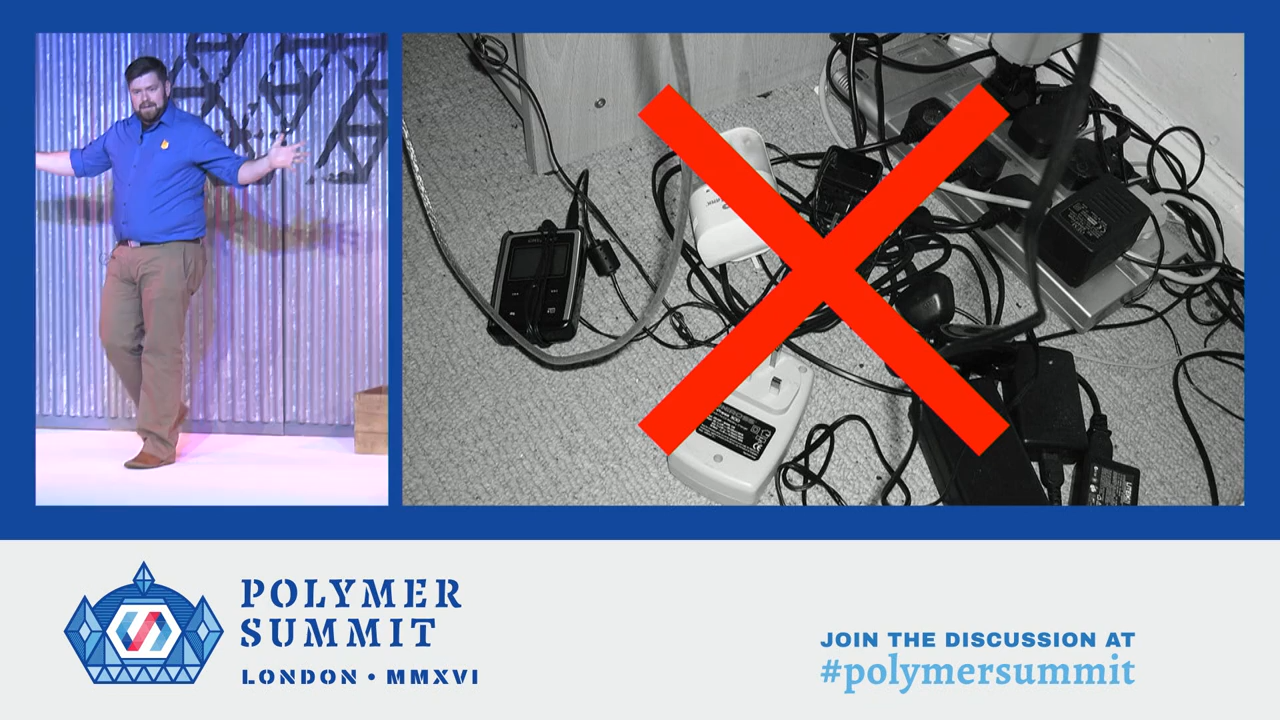 POLYMER
SUMMIT
LONDON • MMXVI
JOIN THE DISCUSSION AT
#polymersummit